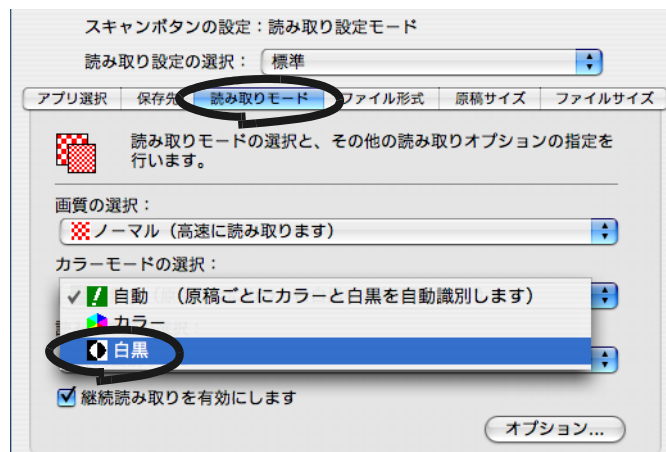 スキャンボタンの設定：読み取り設定モード
読み取り設定の選択： 標準
アプリ選択 保存先 読み取りモード ファイル形式 原稿サイズ ファイルサイズ
読み取りモードの選択と、その他の読み取りオプションの指定を
行います。
画質の選択：
ノーマル（高速に読み取ります）
カラーモードの選択：
自動 （原稿ごとにカラーと白黒を自動識別します）
カラー
白黒
継続読み取りを有効にします
オプション...